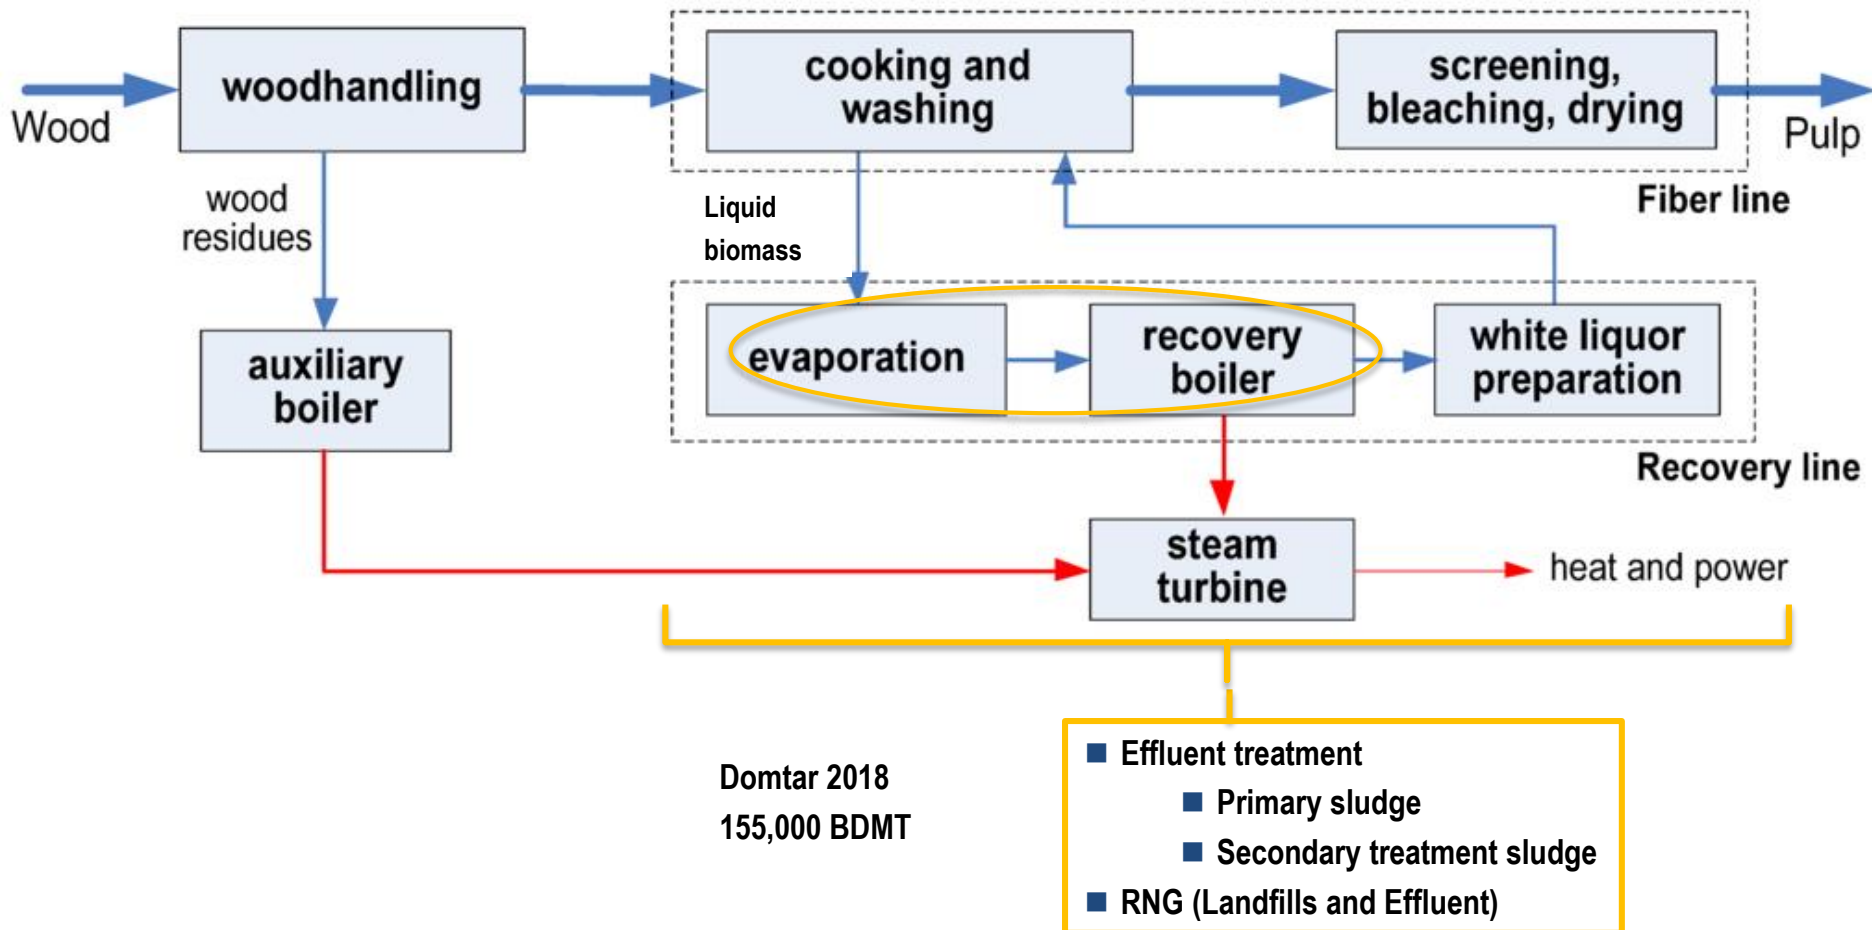 Wood
woodhandling
cooking and
washing
screening,
bleaching, drying
Pulp
Fiber line
wood
residues
Liquid
biomass
auxiliary
boiler
evaporation
recovery
boiler
white liquor
preparation
Recovery line
steam
turbine
heat and power
Domtar 2018
155,000 BDMT
Effluent treatment
Primary sludge
Secondary treatment sludge
RNG (Landfills and Effluent)